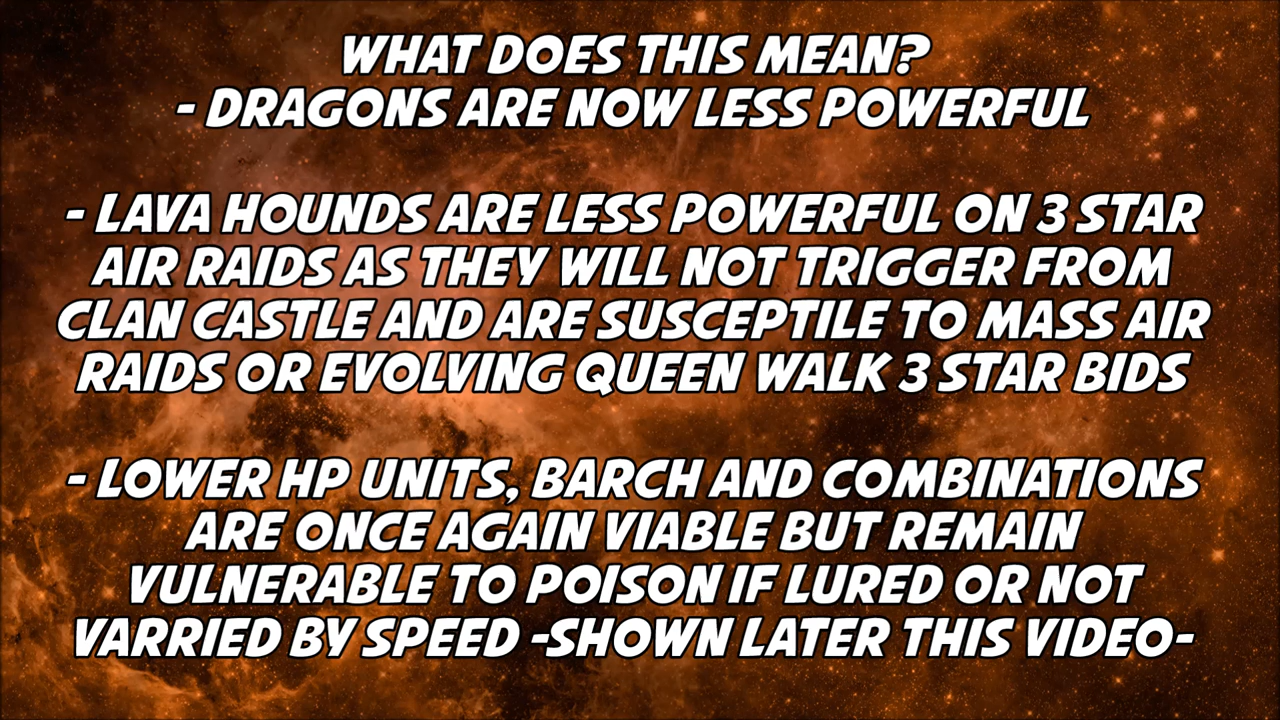 WHAT DOES THIS MEAN?
- DRAGONS ARE NOW LESS POWERFUL
- LAVA HOUNDS ARE LESS POWERFUL ON 3 STAR
AIR RAIDS AS THEY WILL NOT TRIGGER FROM
CLAN CASTLE AND ARE SUSCEPTILE TO MASS AIR
RAIDS OR EVOLVING QUEEN WALK 3 STAR BIDS
- LOWER HP UNITS, BARCH AND COMBINATIONS
ARE ONCE AGAIN VIABLE BUT REMAIN
VULNERABLE TO POISON IF LURED OR NOT
VARRIED BY SPEED -SHOWN LATER THIS VIDEO-